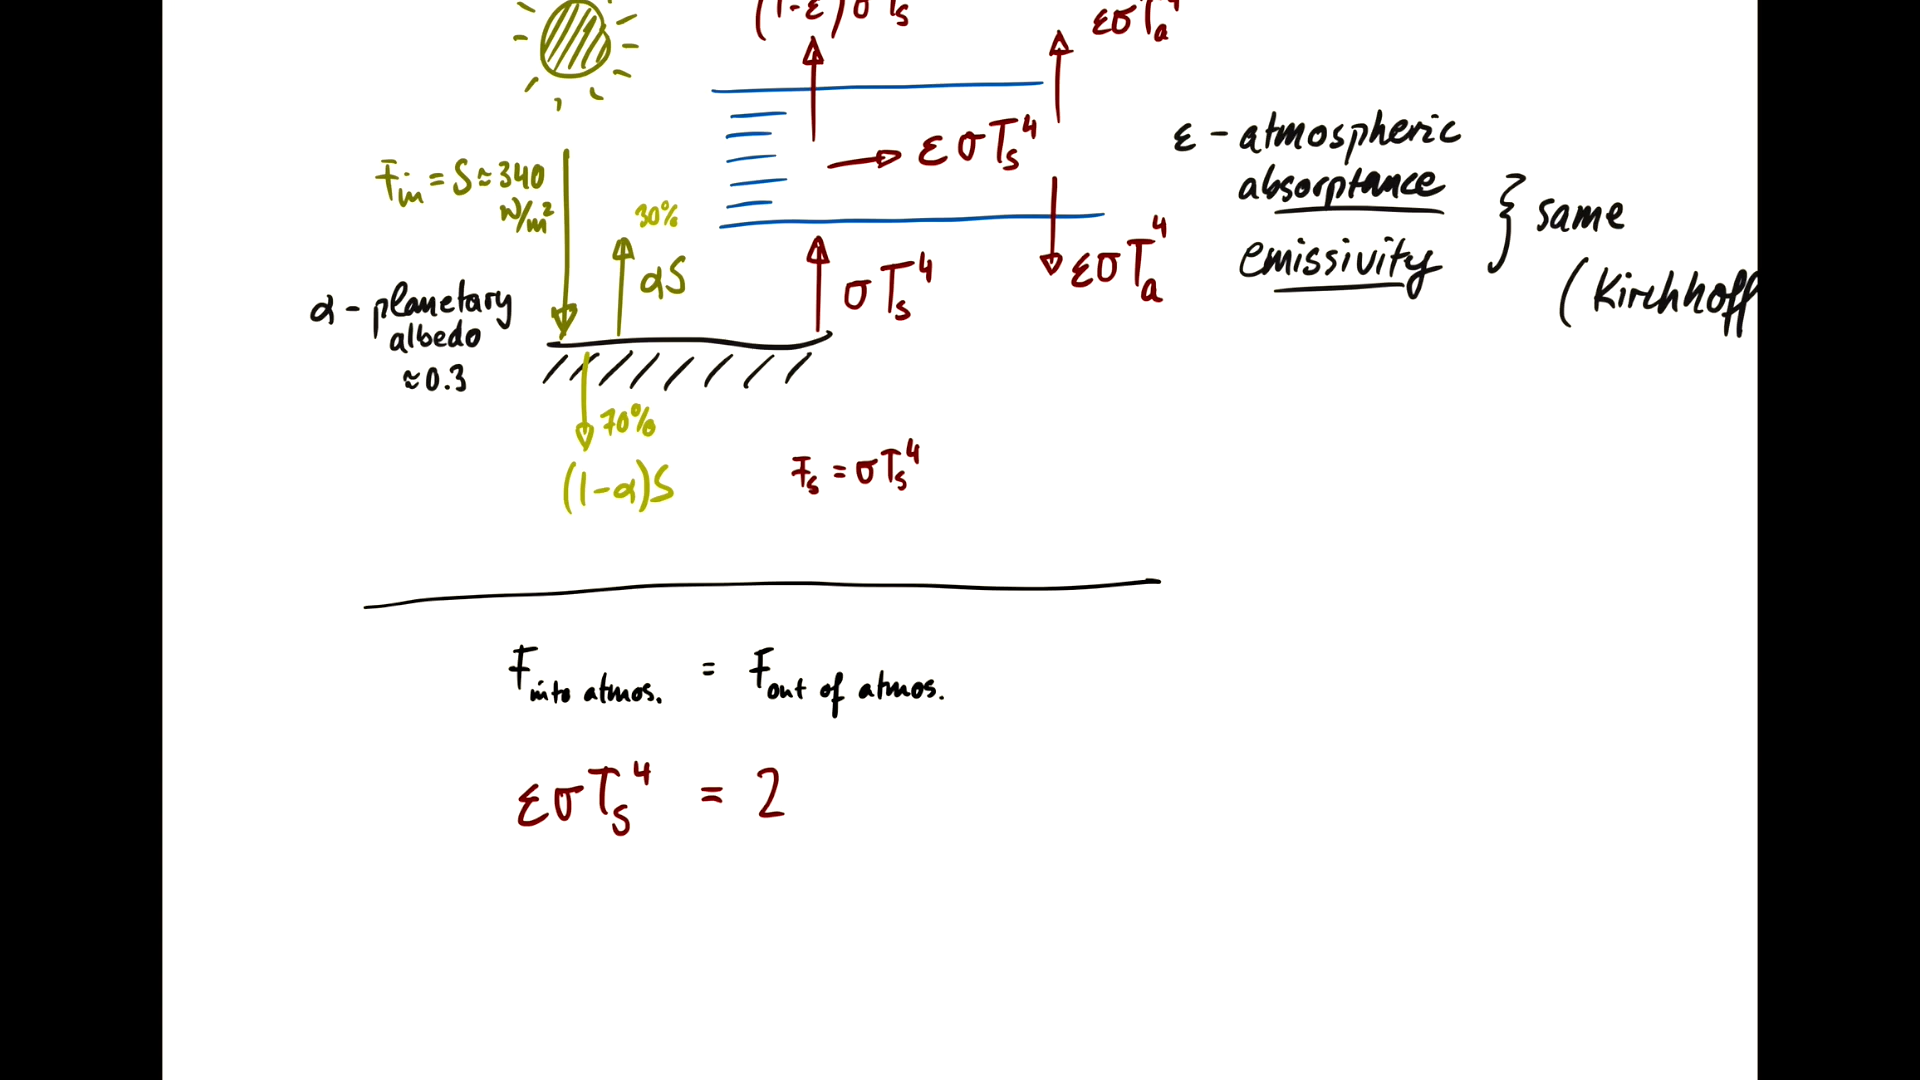 (1-ε)σTs
εσTa⁴
ε - atmospheric
absorptance
emissivity
} same
(Kirchhoff
εσTs⁴
Fin = S ≈ 340
W/m²
30%
αS
σTs⁴
εσTa⁴
α - planetary
albedo
≈ 0.3
70%
(1-α)S
Fs = σTs⁴
Finto atmos. = Fout of atmos.
εσTs⁴ = 2